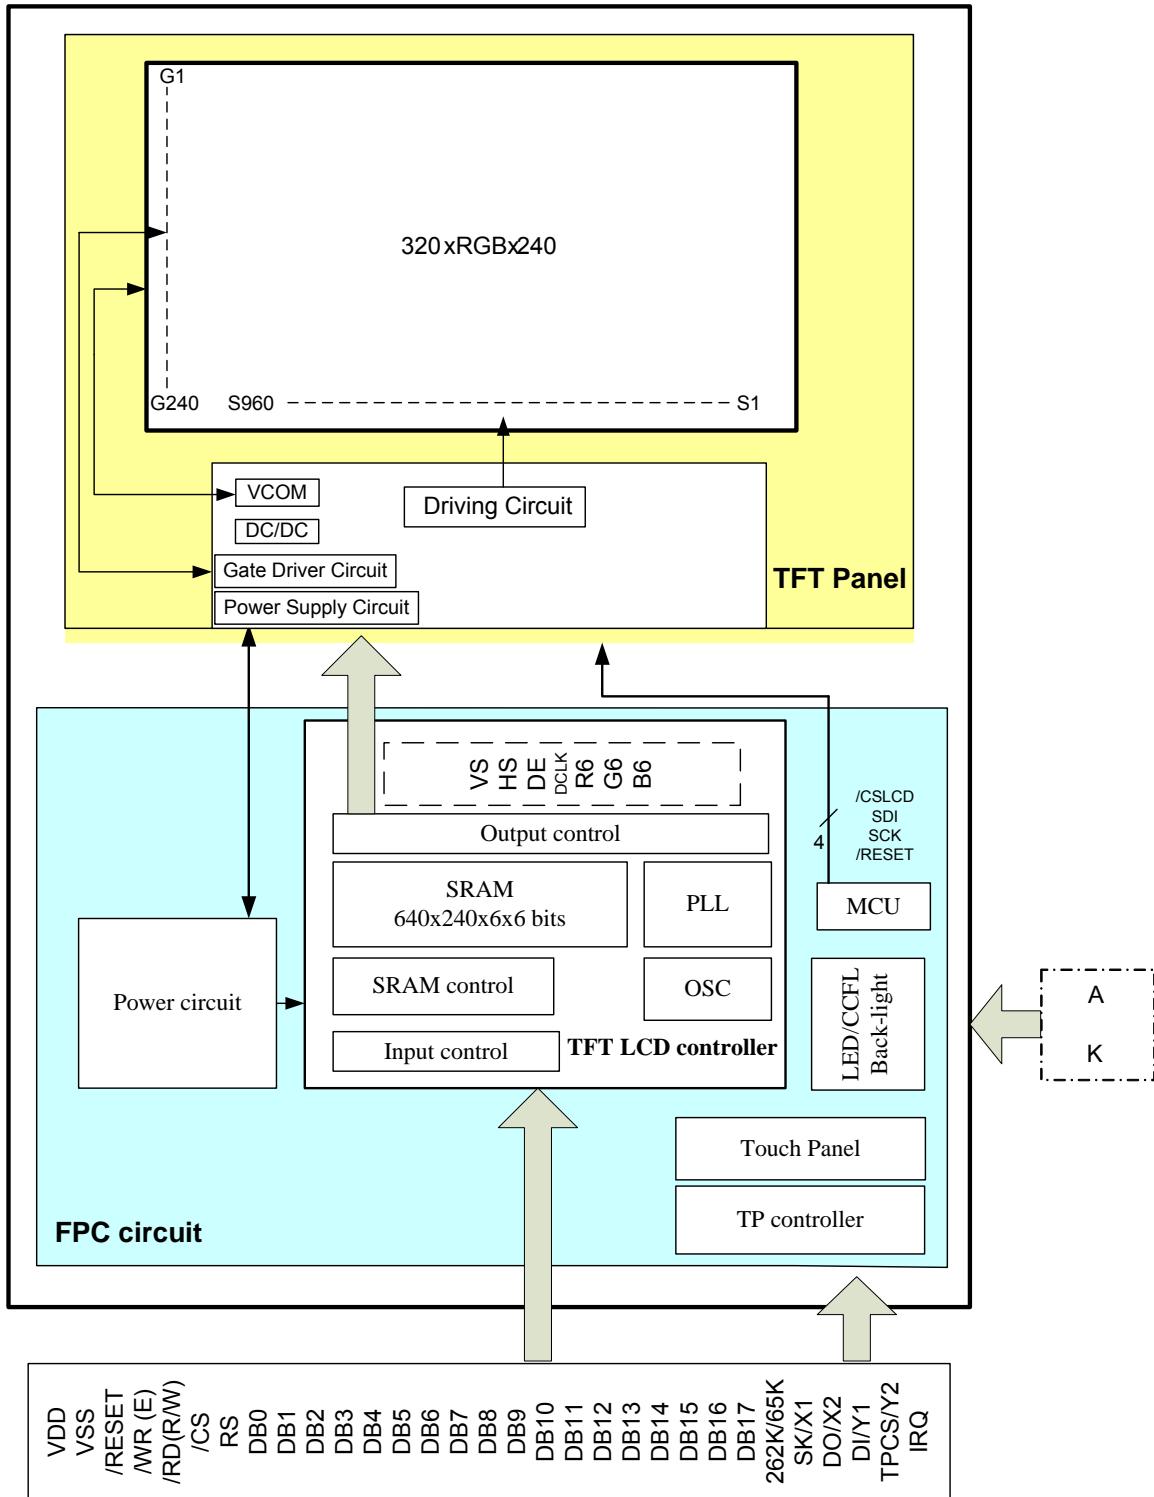 G1
320xRGBx240
G240
S960
S1
VCOM
Driving Circuit
DC/DC
Gate Driver Circuit
Power Supply Circuit
TFT Panel
VS
HS
DE
DCLK
R6
G6
B6
Output control
/CSLCD
SDI
SCK
/RESET
4
SRAM
640x240x6x6 bits
PLL
MCU
Power circuit
SRAM control
OSC
LED/CCFL
Back-light
A
K
Input control
TFT LCD controller
Touch Panel
TP controller
FPC circuit
VDD
VSS
/RESET
/WR (E)
/RD(R/W)
/CS
RS
DB0
DB1
DB2
DB3
DB4
DB5
DB6
DB7
DB8
DB9
DB10
DB11
DB12
DB13
DB14
DB15
DB16
DB17
262K/65K
SK/X1
DO/X2
DI/Y1
TPCS/Y2
IRQ